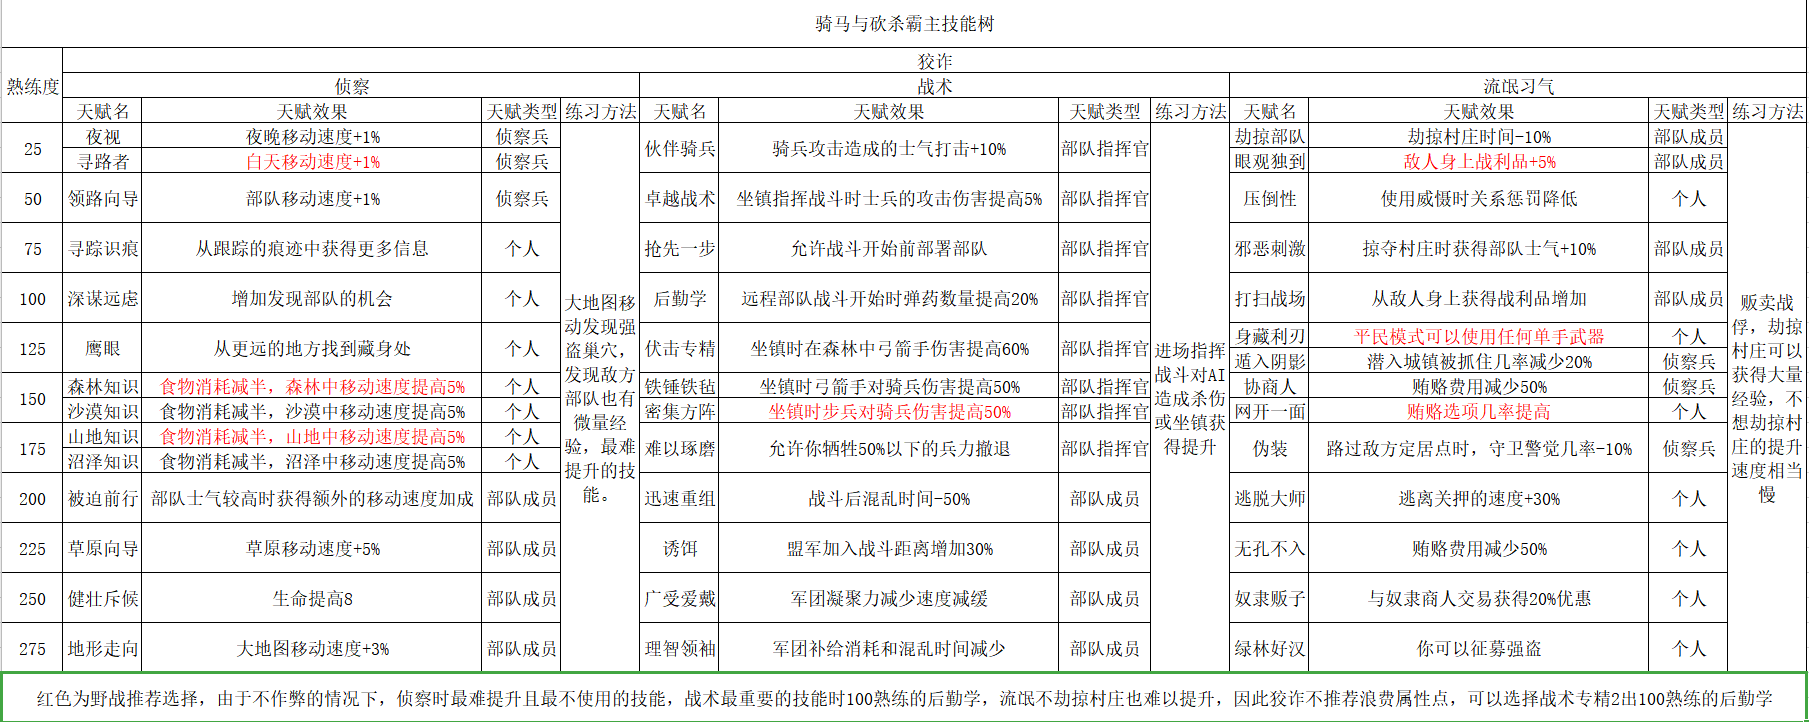 骑马与砍杀霸主技能树
熟练度
狡诈
侦察 战术 流氓习气
天赋名 天赋效果 天赋类型 练习方法 天赋名 天赋效果 天赋类型 练习方法 天赋名 天赋效果 天赋类型 练习方法
25
夜视 夜晚移动速度+1% 侦察兵
寻路者 白天移动速度+1% 侦察兵
伙伴骑兵 骑兵攻击造成的士气打击+10% 部队指挥官
劫掠部队 劫掠村庄时间-10% 部队成员
眼观独到 敌人身上战利品+5% 部队成员
50 领路向导 部队移动速度+1% 侦察兵 卓越战术 坐镇指挥战斗时士兵的攻击伤害提高5% 部队指挥官 压倒性 使用威慑时关系惩罚降低 个人
75 寻踪识痕 从跟踪的痕迹中获得更多信息 个人 抢先一步 允许战斗开始前部署部队 部队指挥官 邪恶刺激 掠夺村庄时获得部队士气+10% 部队成员
100 深谋远虑 增加发现部队的机会 个人 后勤学 远程部队战斗开始时弹药数量提高20% 部队指挥官 打扫战场 从敌人身上获得战利品增加 部队成员
125 鹰眼 从更远的地方找到藏身处 个人 伏击专精 坐镇时在森林中弓箭手伤害提高60% 部队指挥官
身藏利刃 平民模式可以使用任何单手武器 个人
遁入阴影 潜入城镇被抓住几率减少20% 侦察兵
150
森林知识 食物消耗减半，森林中移动速度提高5% 个人 铁锤铁毡 坐镇时弓箭手对骑兵伤害提高50% 部队指挥官 协商人 贿赂费用减少50% 侦察兵
沙漠知识 食物消耗减半，沙漠中移动速度提高5% 个人 密集方阵 坐镇时步兵对骑兵伤害提高50% 部队指挥官 网开一面 贿赂选项几率提高 个人
175
山地知识 食物消耗减半，山地中移动速度提高5% 个人
沼泽知识 食物消耗减半，沼泽中移动速度提高5% 个人
难以琢磨 允许你牺牲50%以下的兵力撤退 部队指挥官 伪装 路过敌方定居点时，守卫警觉几率-10% 侦察兵
200 被迫前行 部队士气较高时获得额外的移动速度加成 部队成员 迅速重组 战斗后混乱时间-50% 部队成员 逃脱大师 逃离关押的速度+30% 个人
225 草原向导 草原移动速度+5% 部队成员 诱饵 盟军加入战斗距离增加30% 部队成员 无孔不入 贿赂费用减少50% 个人
250 健壮斥候 生命提高8 部队成员 广受爱戴 军团凝聚力减少速度减缓 部队成员 奴隶贩子 与奴隶商人交易获得20%优惠 个人
275 地形走向 大地图移动速度+3% 部队成员 理智领袖 军团补给消耗和混乱时间减少 部队成员 绿林好汉 你可以征募强盗 个人
大地图移
动发现强
盗巢穴，
发现敌方
部队也有
微量经
验，最难
提升的技
能。
进场指挥
战斗对AI
造成杀伤
或坐镇获
得提升
贩卖战
俘，劫掠
村庄可以
获得大量
经验，不
想劫掠村
庄的提升
速度相当
慢
红色为野战推荐选择，由于不作弊的情况下，侦察时最难提升且最不使用的技能，战术最重要的技能时100熟练的后勤学，流氓不劫掠村庄也难以提升，因此狡诈不推荐浪费属性点，可以选择战术专精2出100熟练的后勤学